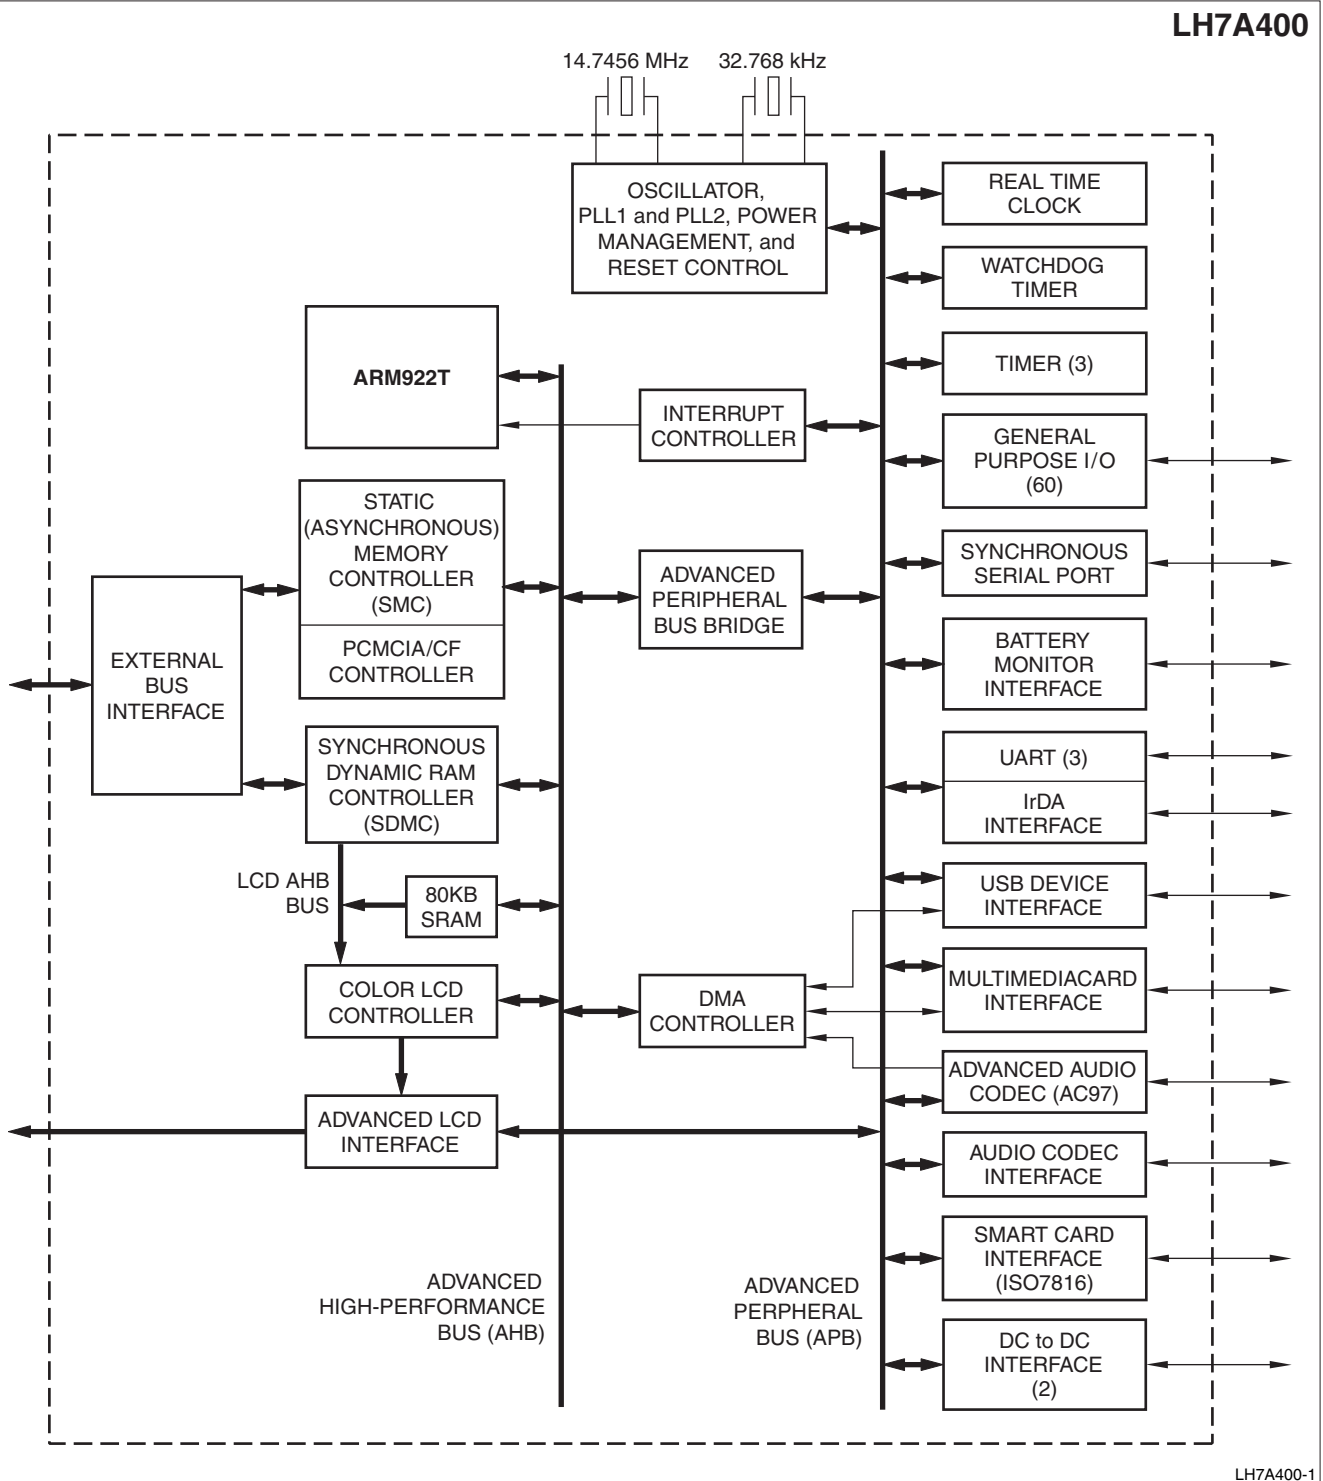 LH7A400
14.7456 MHz
32.768 kHz
OSCILLATOR,
PLL1 and PLL2, POWER
MANAGEMENT, and
RESET CONTROL
REAL TIME
CLOCK
WATCHDOG
TIMER
TIMER (3)
ARM922T
INTERRUPT
CONTROLLER
GENERAL
PURPOSE I/O
(60)
STATIC
(ASYNCHRONOUS)
MEMORY
CONTROLLER
(SMC)
PCMCIA/CF
CONTROLLER
ADVANCED
PERIPHERAL
BUS BRIDGE
SYNCHRONOUS
SERIAL PORT
BATTERY
MONITOR
INTERFACE
EXTERNAL
BUS
INTERFACE
SYNCHRONOUS
DYNAMIC RAM
CONTROLLER
(SDMC)
UART (3)
IrDA
INTERFACE
LCD AHB
BUS
80KB
SRAM
USB DEVICE
INTERFACE
COLOR LCD
CONTROLLER
DMA
CONTROLLER
MULTIMEDIACARD
INTERFACE
ADVANCED AUDIO
CODEC (AC97)
ADVANCED LCD
INTERFACE
AUDIO CODEC
INTERFACE
SMART CARD
INTERFACE
(ISO7816)
ADVANCED
HIGH-PERFORMANCE
BUS (AHB)
ADVANCED
PERPHERAL
BUS (APB)
DC to DC
INTERFACE
(2)
LH7A400-1